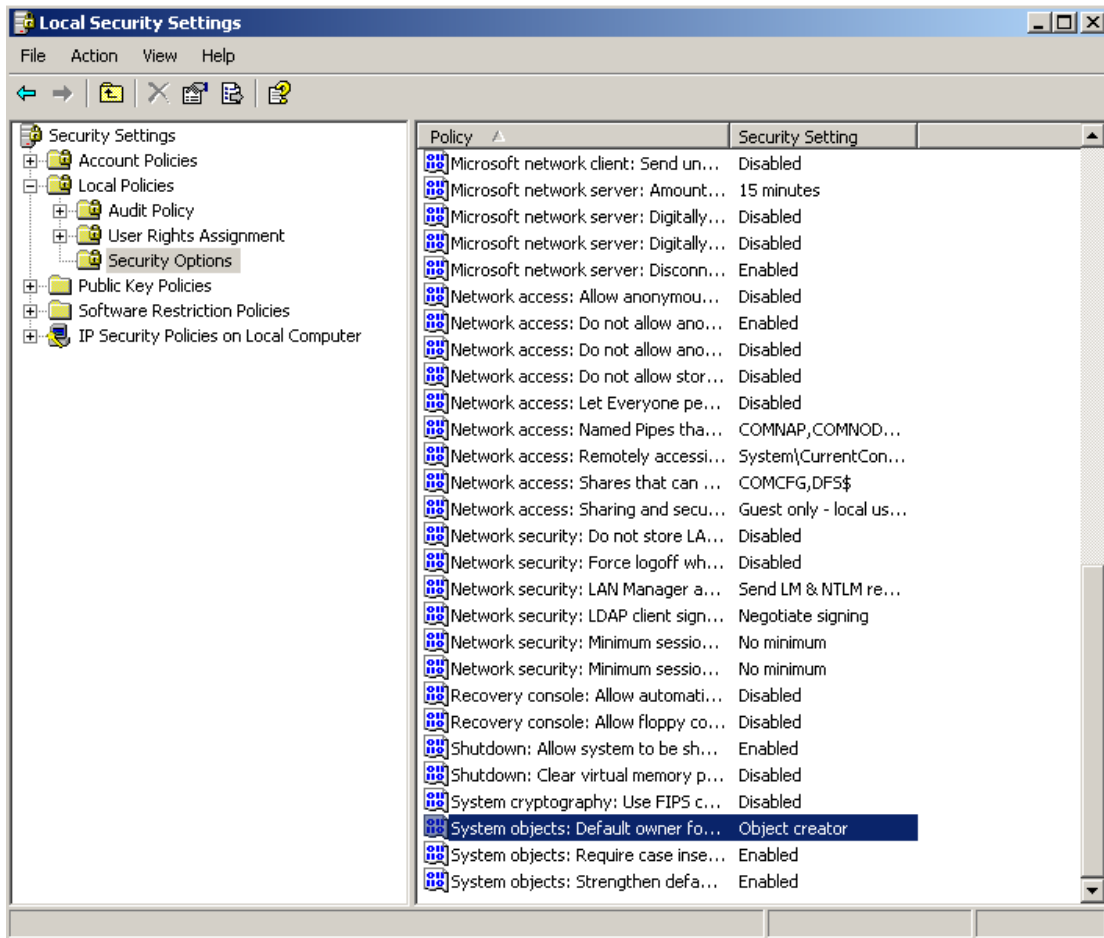 Local Security Settings
File Action View Help
Security Settings
Account Policies
Local Policies
Audit Policy
User Rights Assignment
Security Options
Public Key Policies
Software Restriction Policies
IP Security Policies on Local Computer
Policy Security Setting
Microsoft network client: Send un... Disabled
Microsoft network server: Amount... 15 minutes
Microsoft network server: Digitally... Disabled
Microsoft network server: Digitally... Disabled
Microsoft network server: Disconn... Enabled
Network access: Allow anonymou... Disabled
Network access: Do not allow ano... Enabled
Network access: Do not allow ano... Disabled
Network access: Do not allow stor... Disabled
Network access: Let Everyone pe... Disabled
Network access: Named Pipes tha... COMNAP,COMNOD...
Network access: Remotely accessi... System\CurrentCon...
Network access: Shares that can ... COMCFG,DFS$
Network access: Sharing and secu... Guest only - local us...
Network security: Do not store LA... Disabled
Network security: Force logoff wh... Disabled
Network security: LAN Manager a... Send LM & NTLM re...
Network security: LDAP client sign... Negotiate signing
Network security: Minimum sessio... No minimum
Network security: Minimum sessio... No minimum
Recovery console: Allow automati... Disabled
Recovery console: Allow floppy co... Disabled
Shutdown: Allow system to be sh... Enabled
Shutdown: Clear virtual memory p... Disabled
System cryptography: Use FIPS c... Disabled
System objects: Default owner fo... Object creator
System objects: Require case inse... Enabled
System objects: Strengthen defa... Enabled